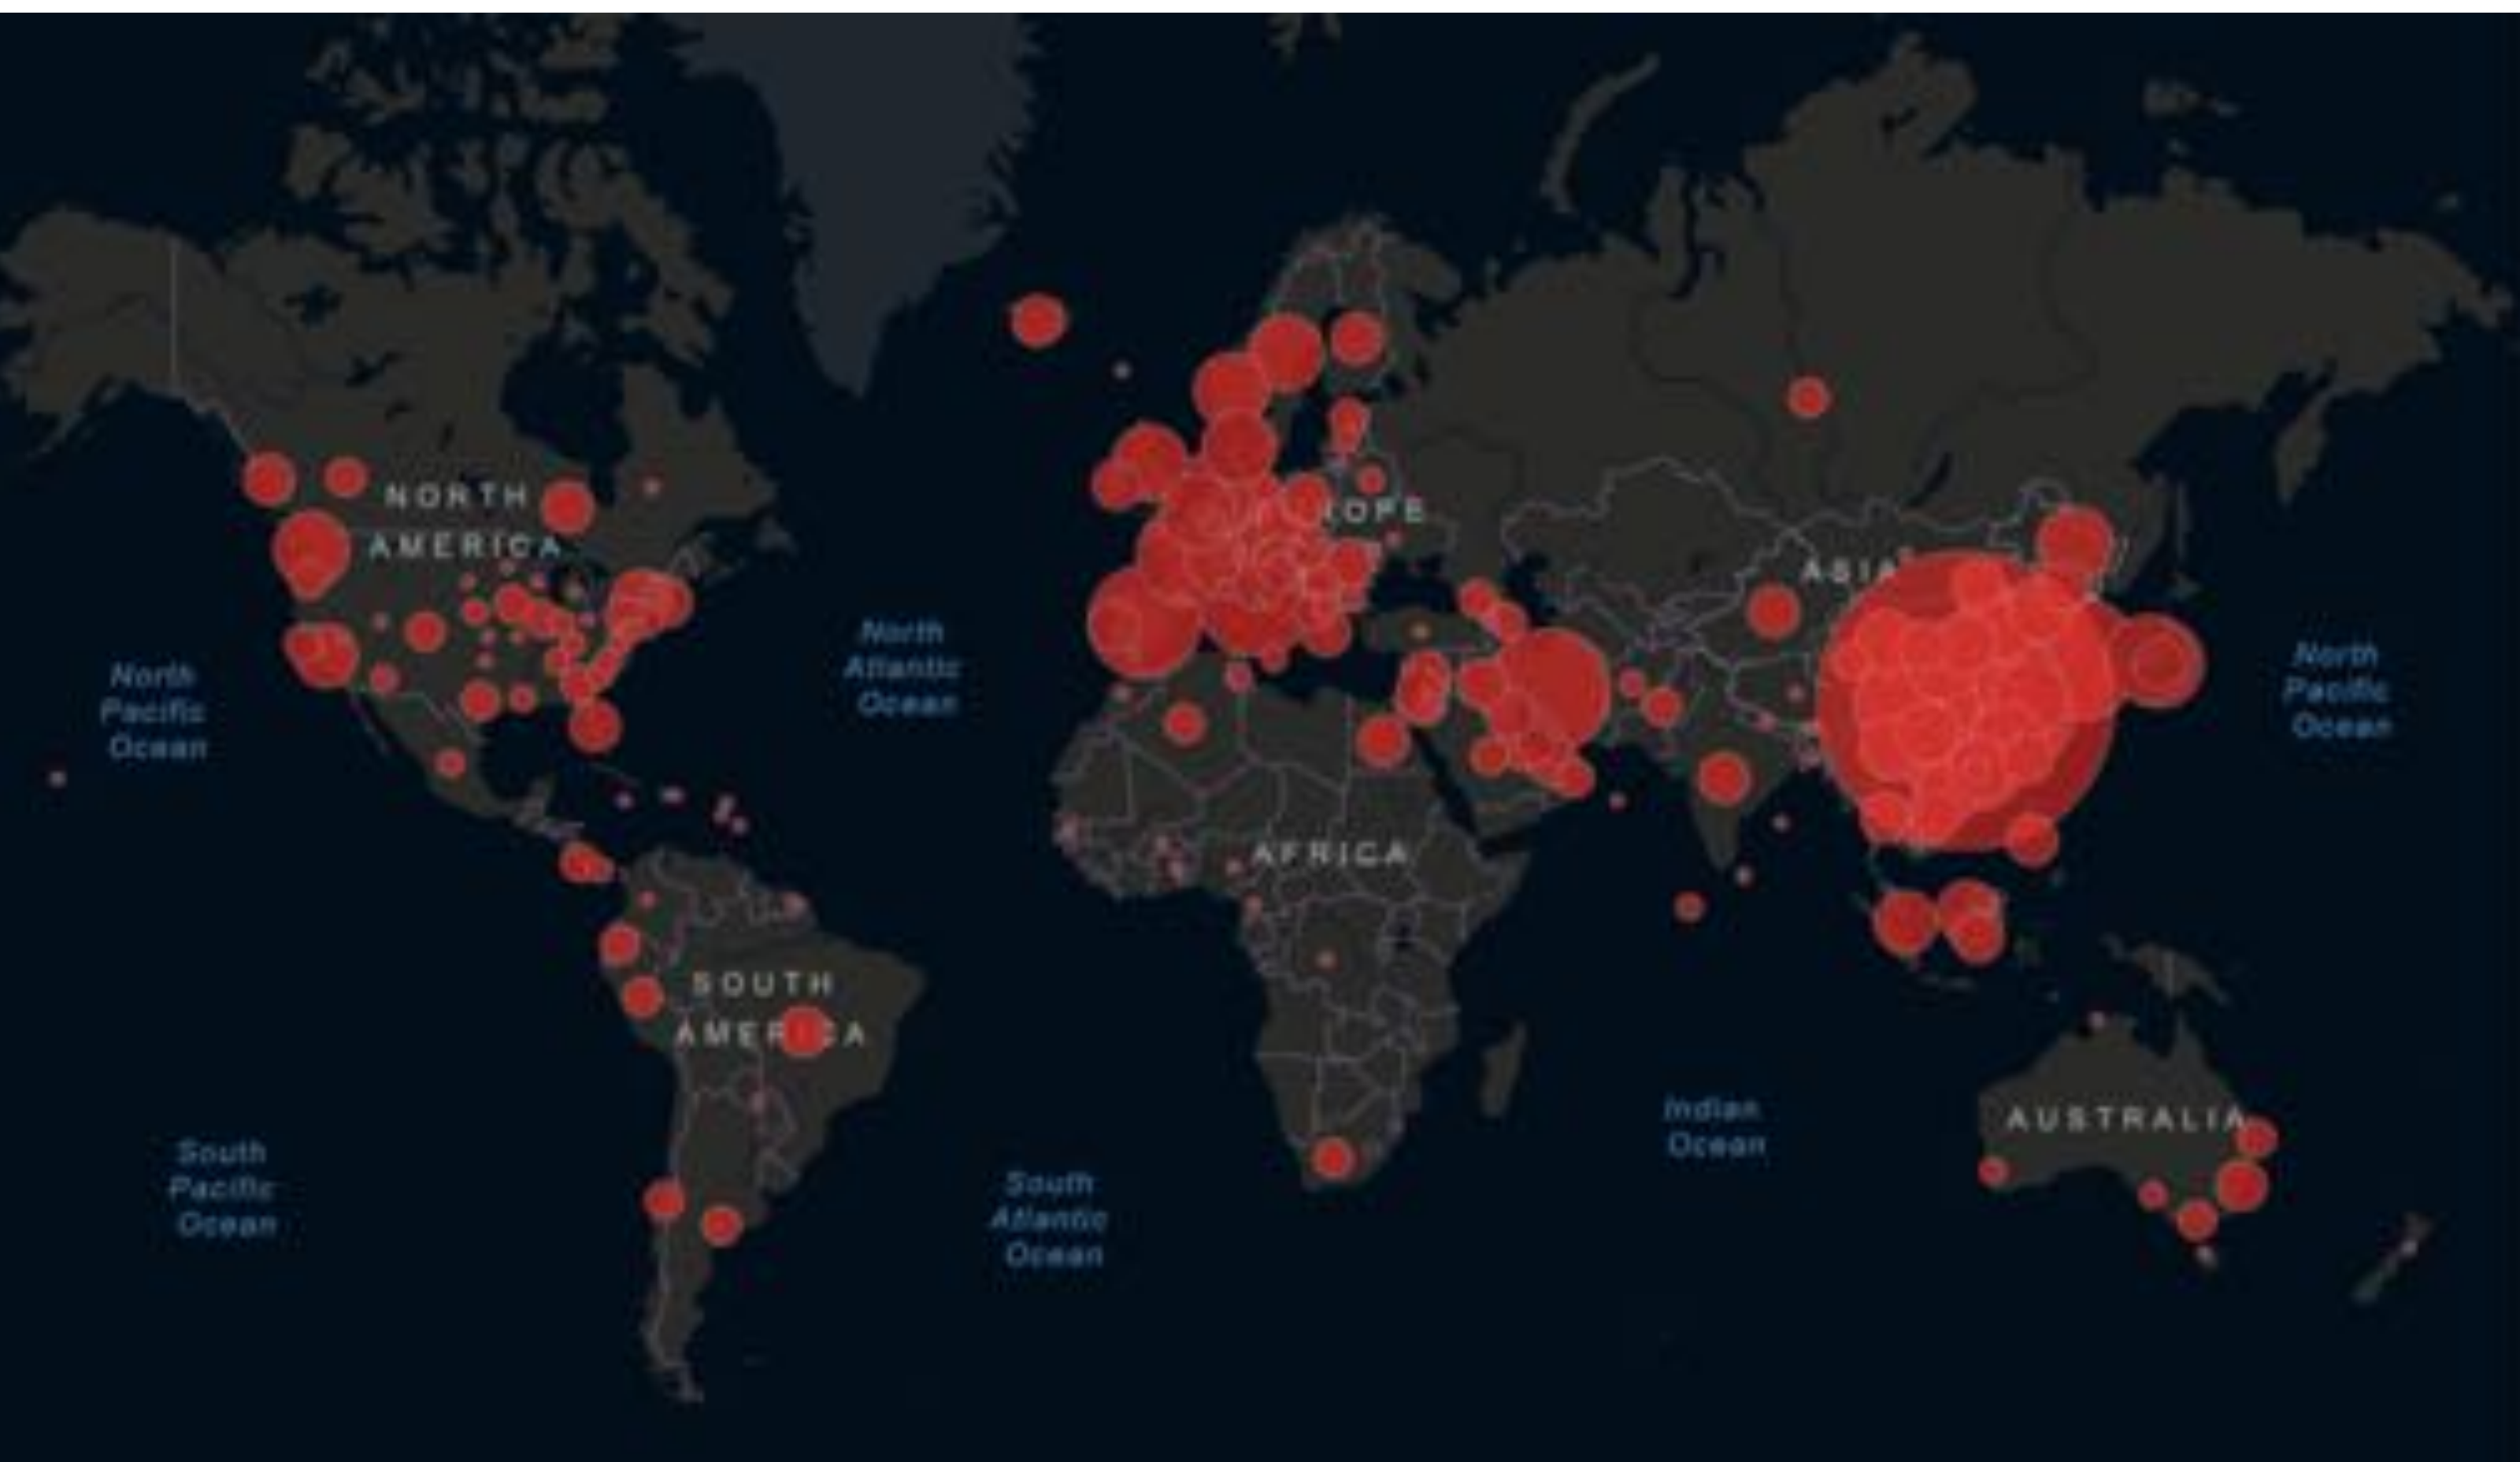 NORTH
AMERICA
ASIA
North
Pacific
Ocean
North
Atlantic
Ocean
North
Pacific
Ocean
AFRICA
SOUTH
AMERICA
South
Pacific
Ocean
South
Atlantic
Ocean
Indian
Ocean
AUSTRALIA